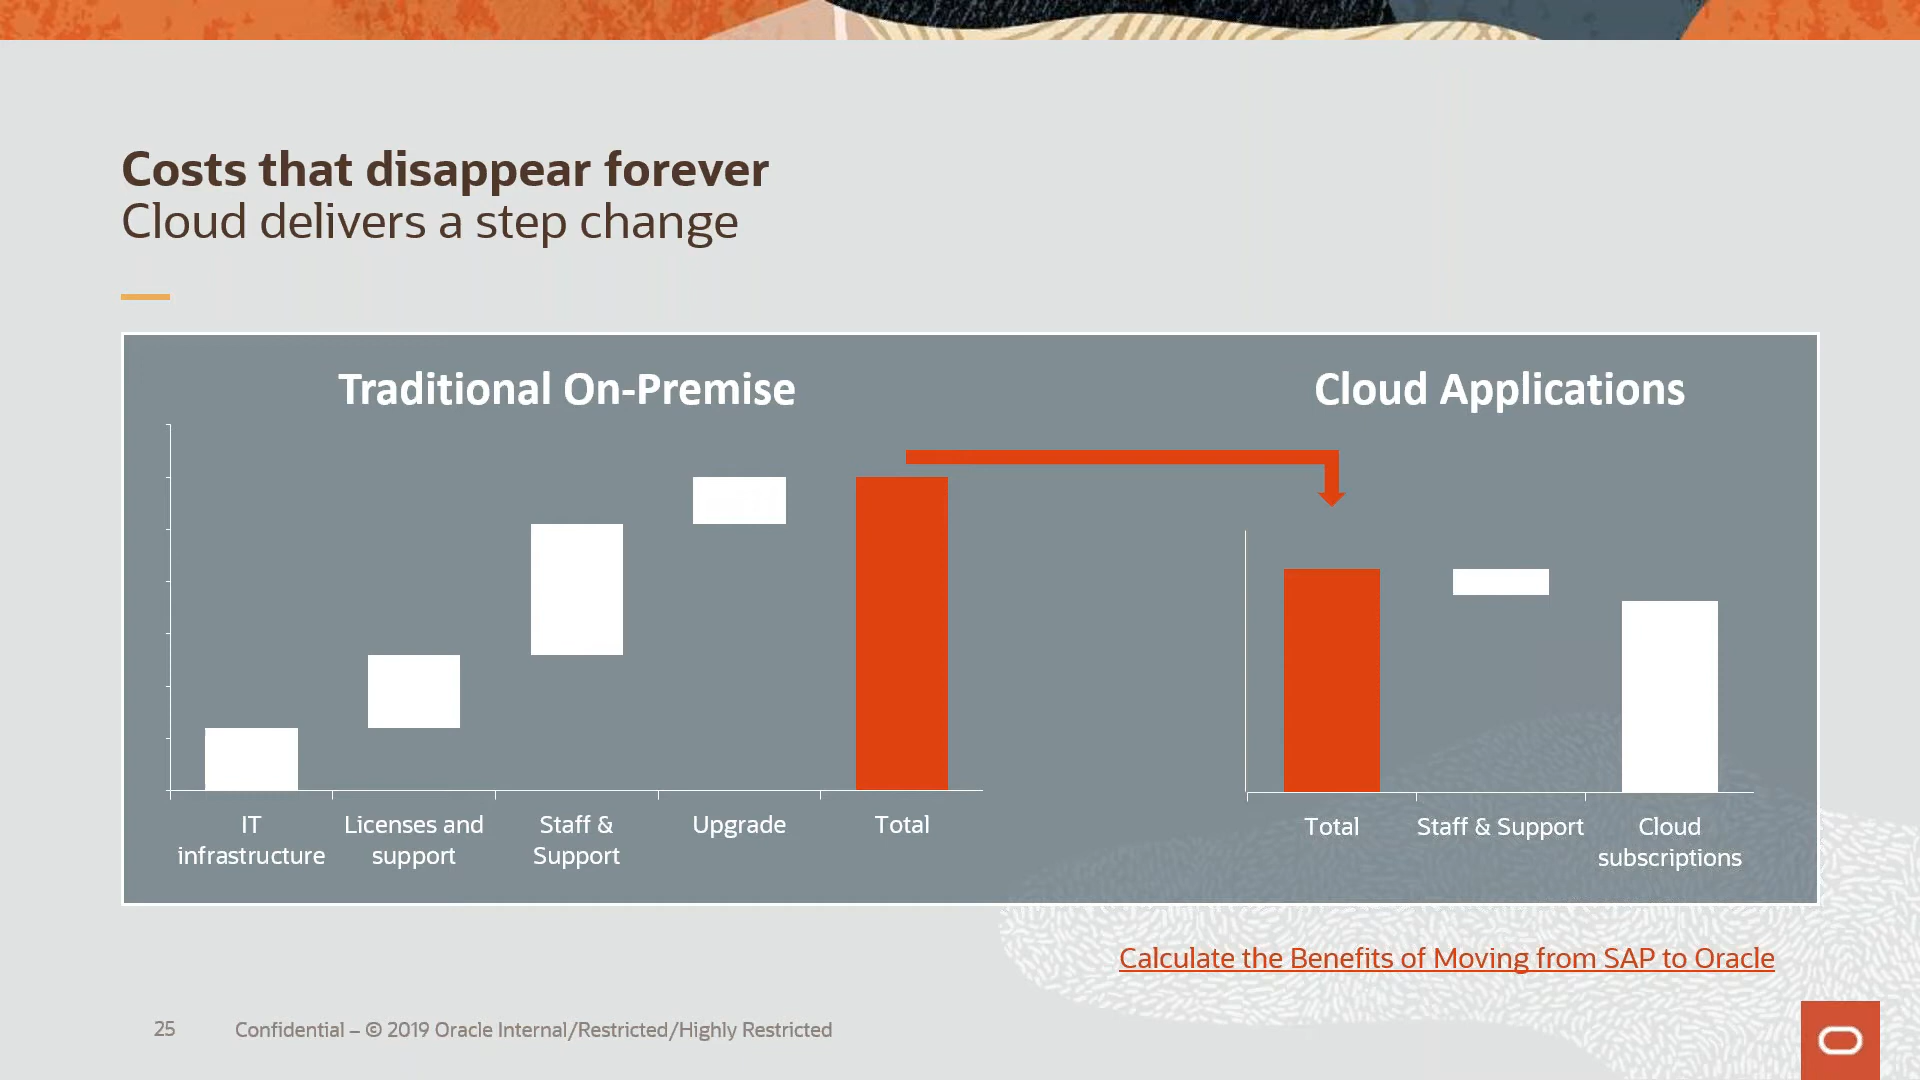 Costs that disappear forever
Cloud delivers a step change
Traditional On-Premise
Cloud Applications
IT
infrastructure
Licenses and
support
Staff &
Support
Upgrade
Total
Total
Staff & Support
Cloud
subscriptions
Calculate the Benefits of Moving from SAP to Oracle
25
Confidential – © 2019 Oracle Internal/Restricted/Highly Restricted